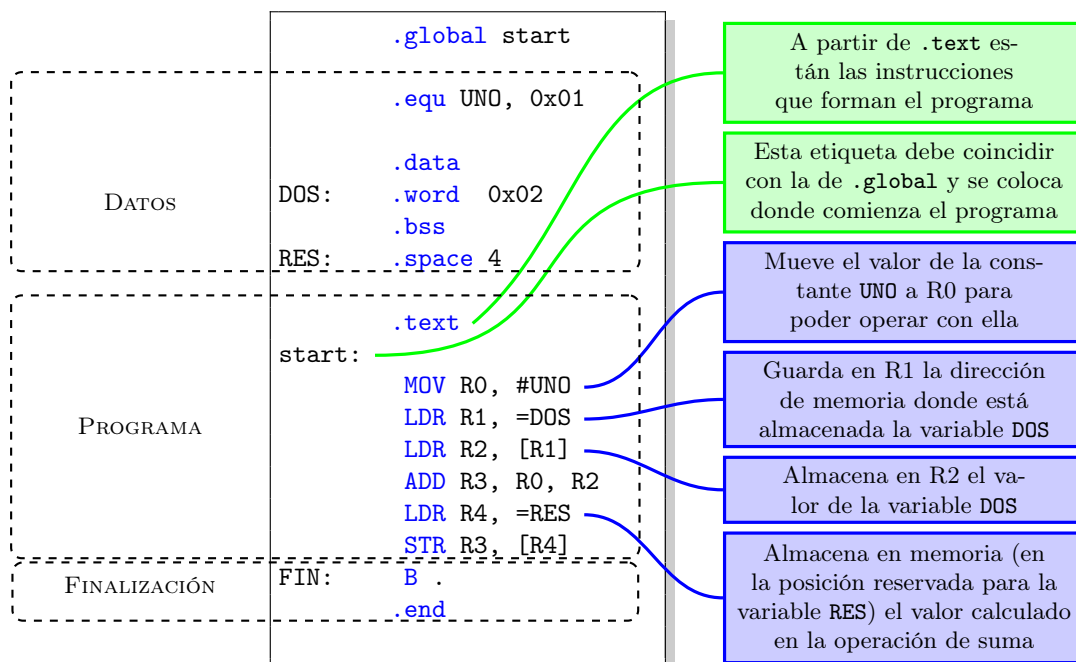 .global start
.equ UNO, 0x01
.data
DOS: .word 0x02
.bss
RES: .space 4
DATOS
.text
start:
MOV R0, #UNO
LDR R1, =DOS
LDR R2, [R1]
ADD R3, R0, R2
LDR R4, =RES
STR R3, [R4]
PROGRAMA
FIN: B .
.end
FINALIZACIÓN
A partir de .text es-
tán las instrucciones
que forman el programa
Esta etiqueta debe coincidir
con la de .global y se coloca
donde comienza el programa
Mueve el valor de la cons-
tante UNO a R0 para
poder operar con ella
Guarda en R1 la dirección
de memoria donde está
almacenada la variable DOS
Almacena en R2 el va-
lor de la variable DOS
Almacena en memoria (en
la posición reservada para la
variable RES) el valor calculado
en la operación de suma